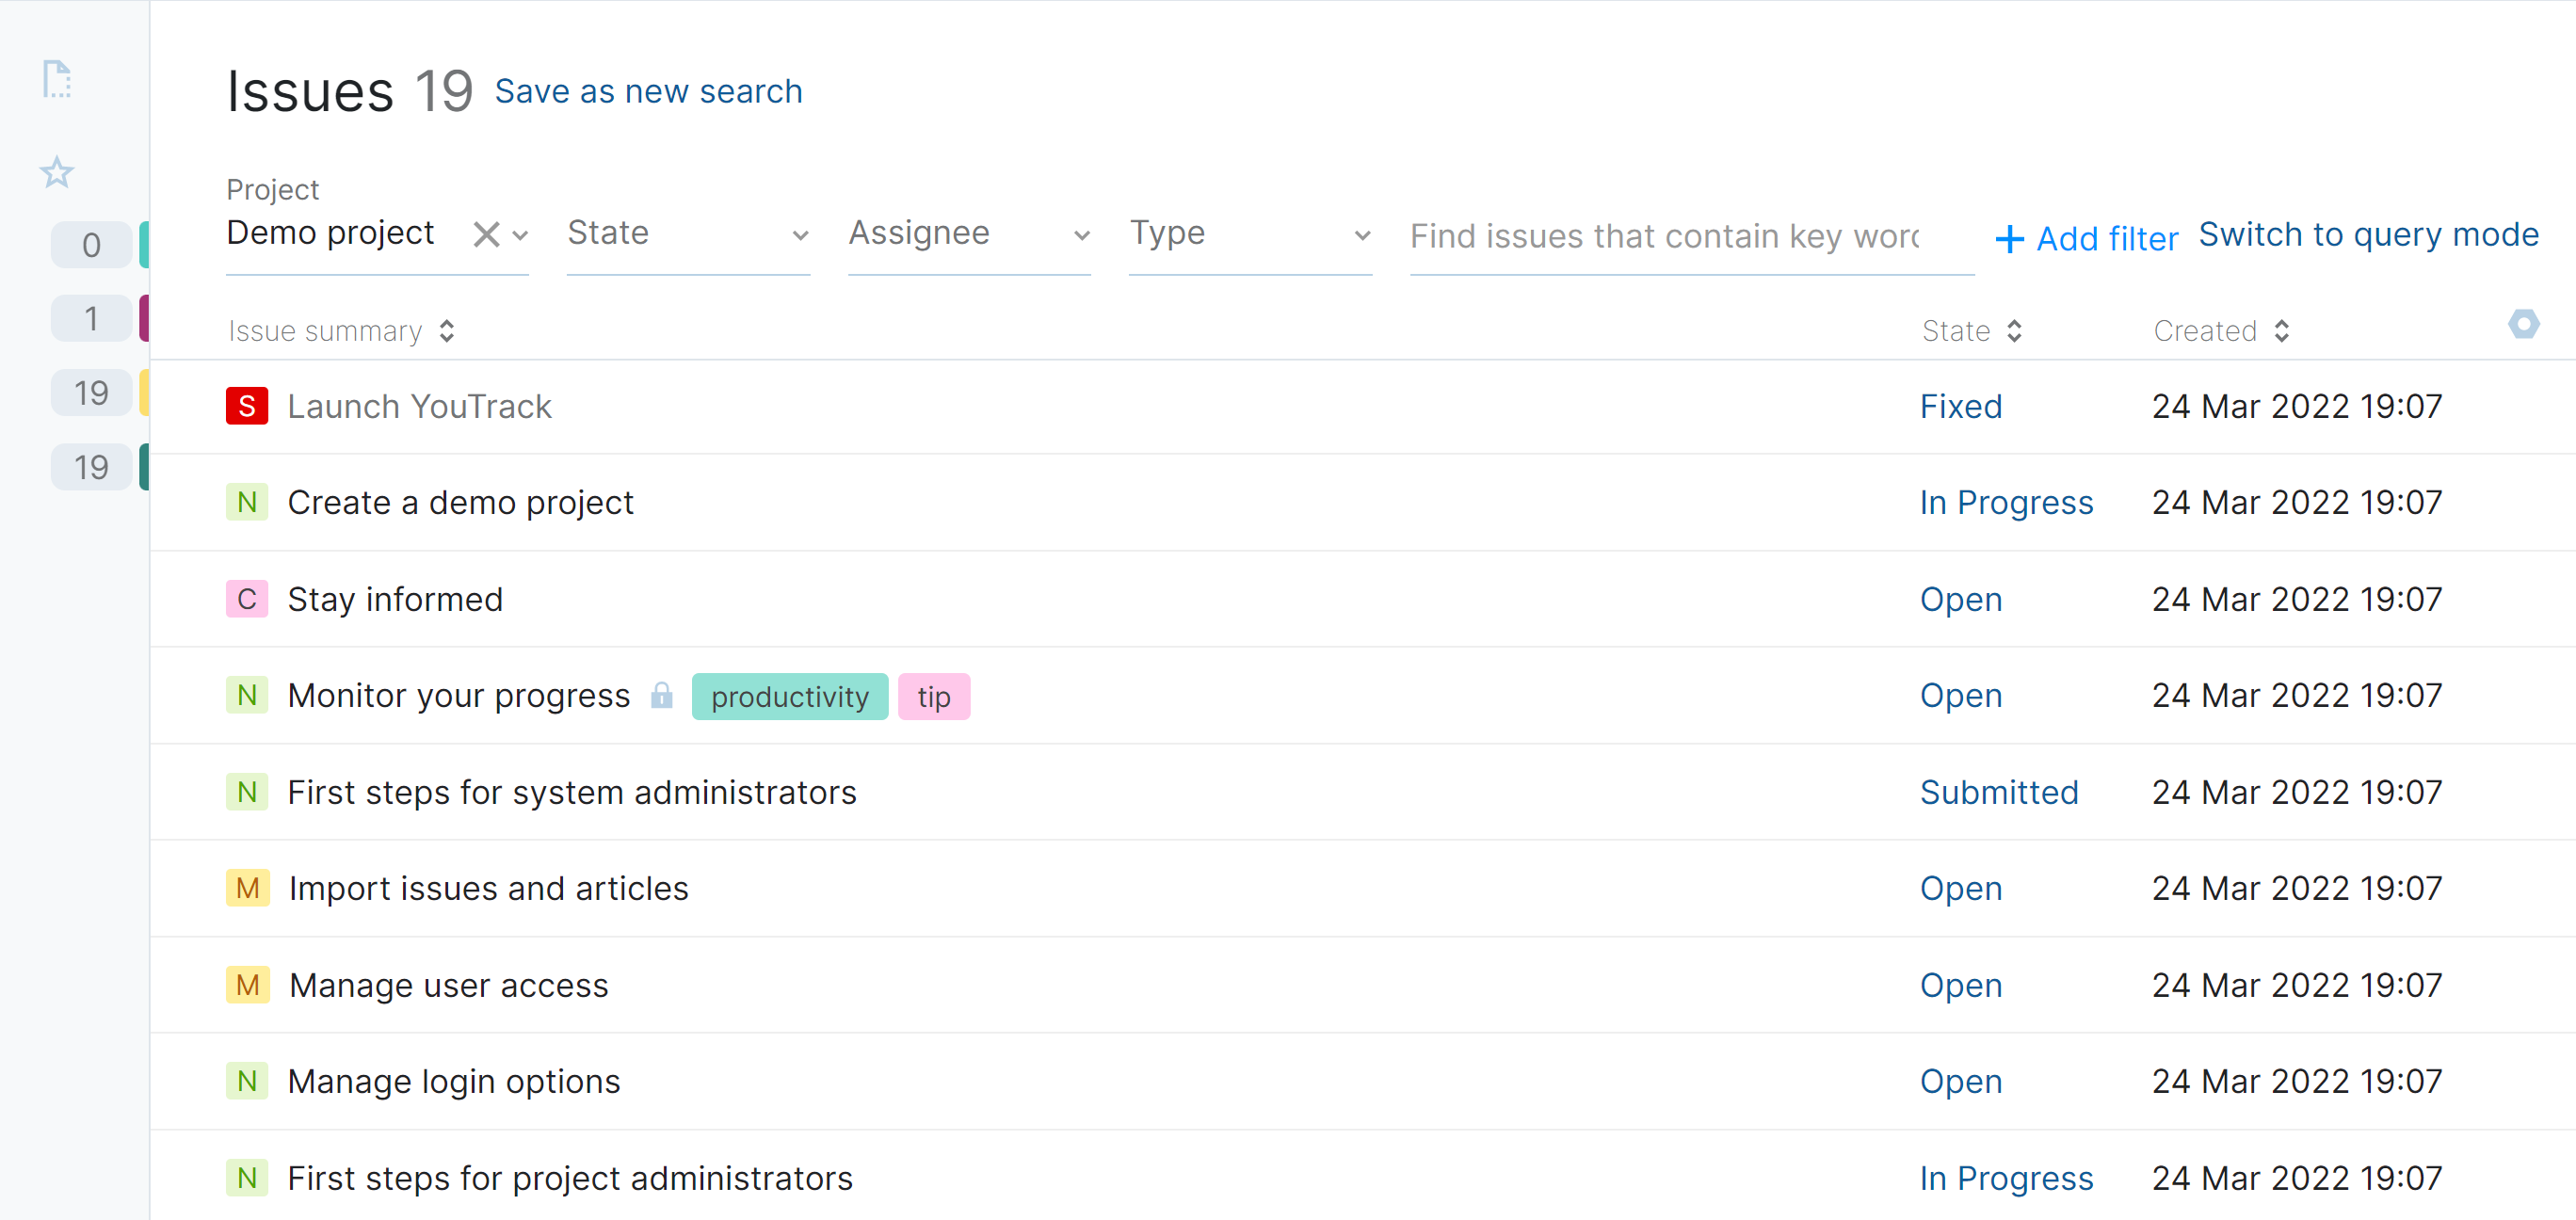 Issues 19 Save as new search
Project
Demo project State Assignee Type Find issues that contain key Add filter Switch to query mode
0
1
19
19
Issue summary State Created
S Launch YouTrack Fixed 24 Mar 2022 19:07
N Create a demo project In Progress 24 Mar 2022 19:07
C Stay informed Open 24 Mar 2022 19:07
N Monitor your progress productivity tip Open 24 Mar 2022 19:07
N First steps for system administrators Submitted 24 Mar 2022 19:07
M Import issues and articles Open 24 Mar 2022 19:07
M Manage user access Open 24 Mar 2022 19:07
N Manage login options Open 24 Mar 2022 19:07
N First steps for project administrators In Progress 24 Mar 2022 19:07